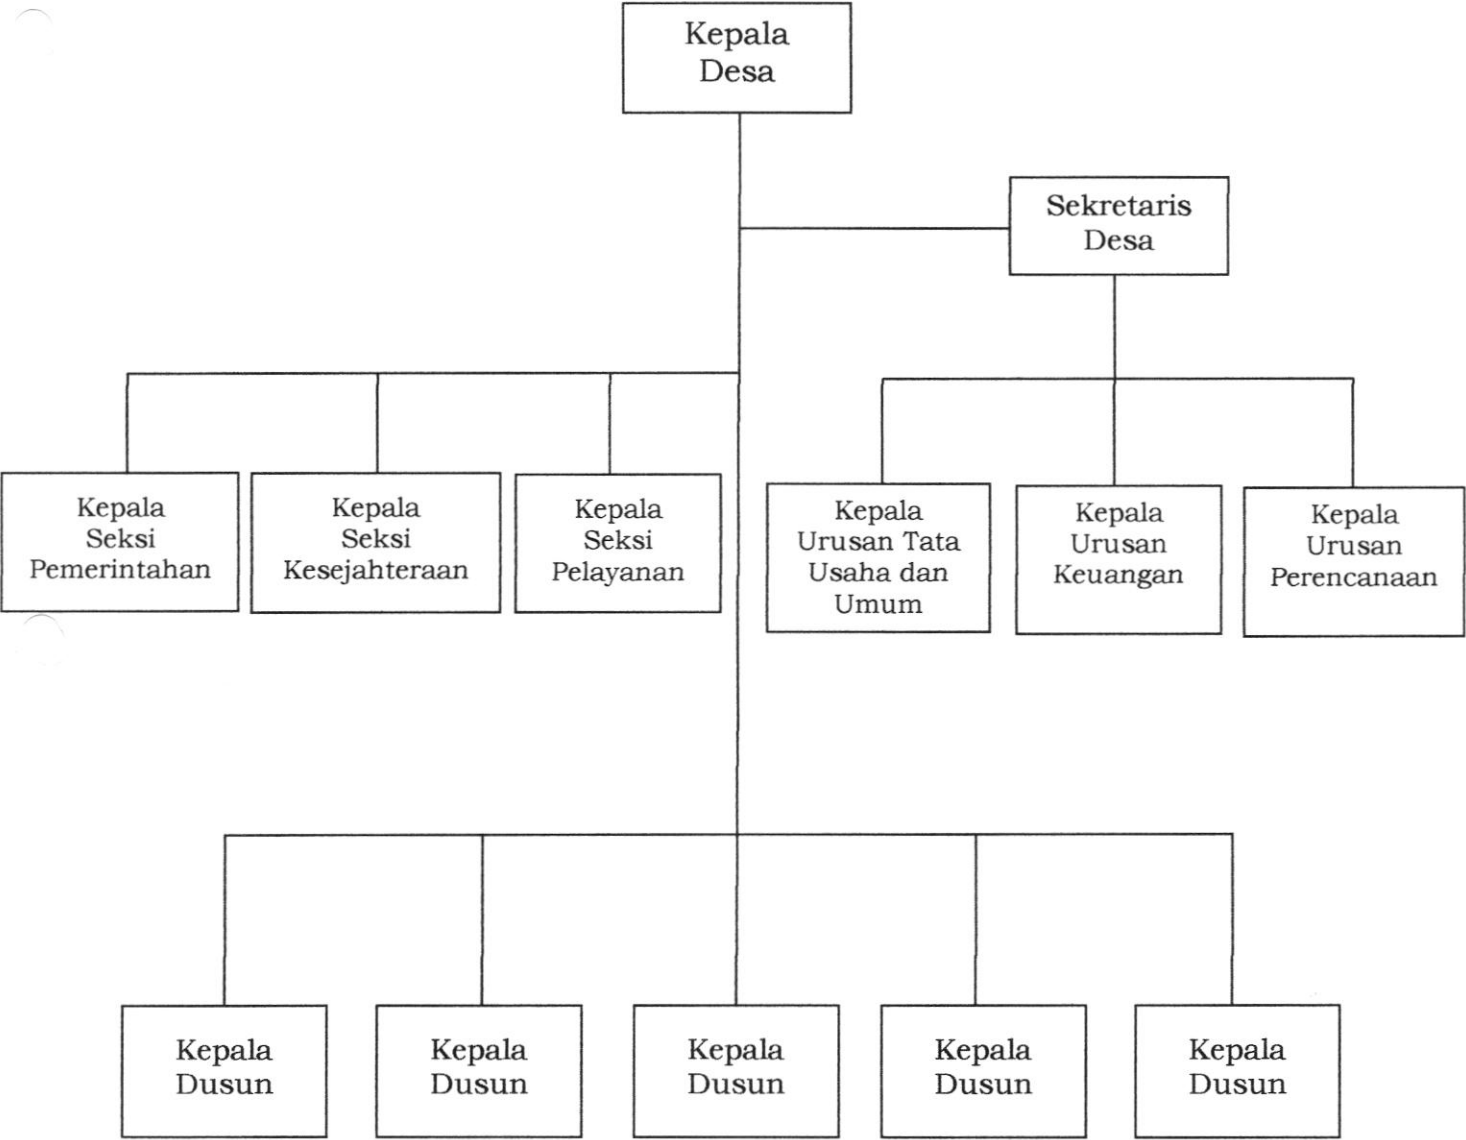 Kepala
Desa
Sekretaris
Desa
Kepala
Seksi
Pemerintahan
Kepala
Seksi
Kesejahteraan
Kepala
Seksi
Pelayanan
Kepala
Urusan Tata
Usaha dan
Umum
Kepala
Urusan
Keuangan
Kepala
Urusan
Perencanaan
Kepala
Dusun
Kepala
Dusun
Kepala
Dusun
Kepala
Dusun
Kepala
Dusun